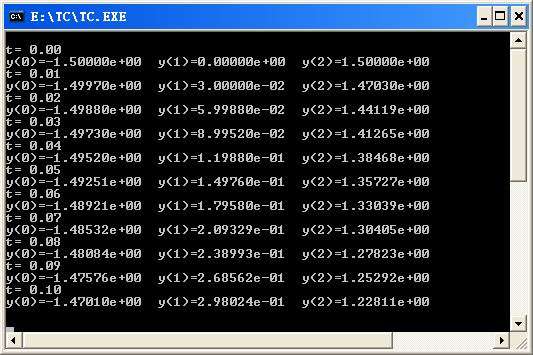 E:\TC\TC.EXE
t= 0.00
y(0)=-1.50000e+00  y(1)=0.00000e+00  y(2)=1.50000e+00
t= 0.01
y(0)=-1.49970e+00  y(1)=3.00000e-02  y(2)=1.47030e+00
t= 0.02
y(0)=-1.49880e+00  y(1)=5.99880e-02  y(2)=1.44119e+00
t= 0.03
y(0)=-1.49730e+00  y(1)=8.99520e-02  y(2)=1.41265e+00
t= 0.04
y(0)=-1.49520e+00  y(1)=1.19880e-01  y(2)=1.38468e+00
t= 0.05
y(0)=-1.49251e+00  y(1)=1.49760e-01  y(2)=1.35727e+00
t= 0.06
y(0)=-1.48921e+00  y(1)=1.79580e-01  y(2)=1.33039e+00
t= 0.07
y(0)=-1.48532e+00  y(1)=2.09329e-01  y(2)=1.30405e+00
t= 0.08
y(0)=-1.48084e+00  y(1)=2.38993e-01  y(2)=1.27823e+00
t= 0.09
y(0)=-1.47576e+00  y(1)=2.68562e-01  y(2)=1.25292e+00
t= 0.10
y(0)=-1.47010e+00  y(1)=2.98024e-01  y(2)=1.22811e+00